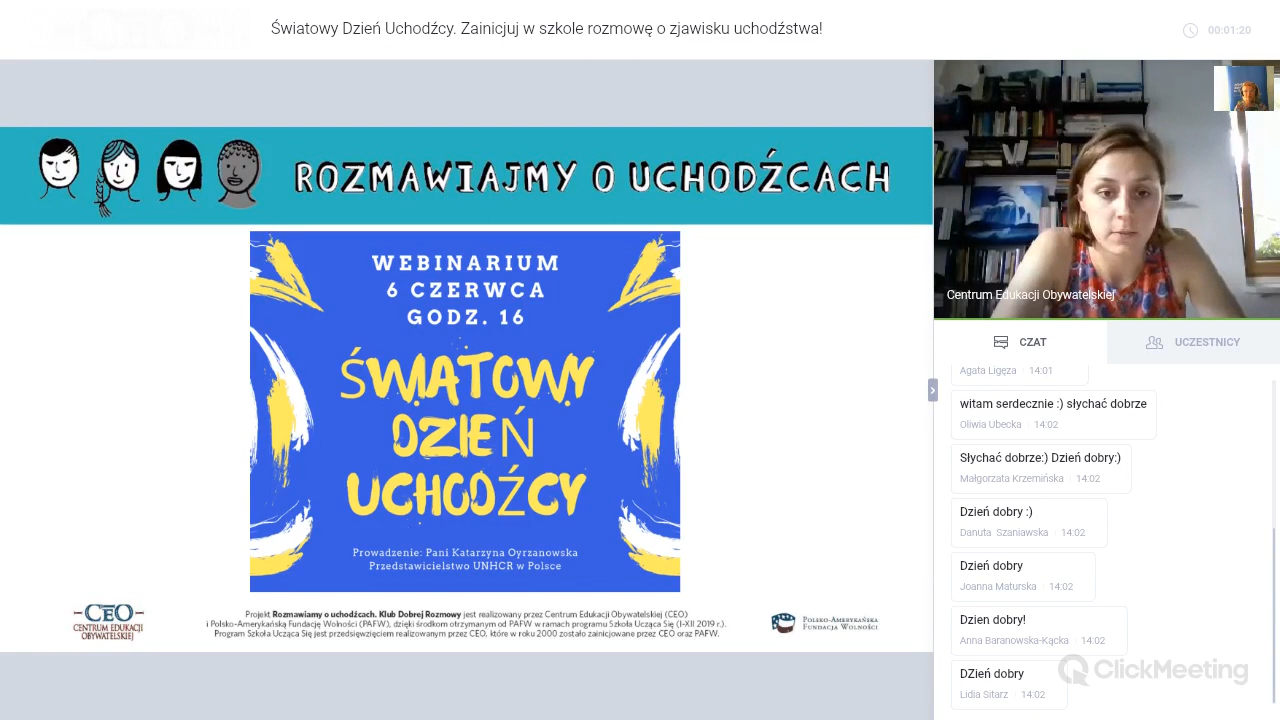 Światowy Dzień Uchodźcy. Zainicjuj w szkole rozmowę o zjawisku uchodźstwa!
00:01:20
ROZMAWIAJMY O UCHODŹCACH
WEBINARIUM
6 CZERWCA
GODZ. 16
ŚWIATOWY
DZIEŃ
UCHODŹCY
Prowadzenie: Pani Katarzyna Oyrzanowska
Przedstawicielstwo UNHCR w Polsce
CEO
CENTRUM EDUKACJI
OBYWATELSKIEJ
Projekt Rozmawiamy o uchodźcach. Klub Dobrej Rozmowy jest realizowany przez Centrum Edukacji Obywatelskiej (CEO)
i Polsko-Amerykańską Fundację Wolności (PAFW), dzięki środkom otrzymanym od PAFW w ramach programu Szkoła Ucząca Się (I-XII 2019 r.).
Program Szkoła Ucząca Się jest przedsięwzięciem realizowanym przez CEO, które w roku 2000 zostało zainicjowane przez CEO oraz PAFW.
POLSKO-AMERYKAŃSKA
FUNDACJA WOLNOŚCI
Centrum Edukacji Obywatelskiej
CZAT
UCZESTNICY
Agata Ligęza 14:01
witam serdecznie :) słychać dobrze
Oliwia Ubecka 14:02
Słychać dobrze:) Dzień dobry:)
Małgorzata Krzemińska 14:02
Dzień dobry :)
Danuta Szaniawska 14:02
Dzień dobry
Joanna Maturska 14:02
Dzien dobry!
Anna Baranowska-Kącka 14:02
DZień dobry
Lidia Sitarz 14:02
ClickMeeting